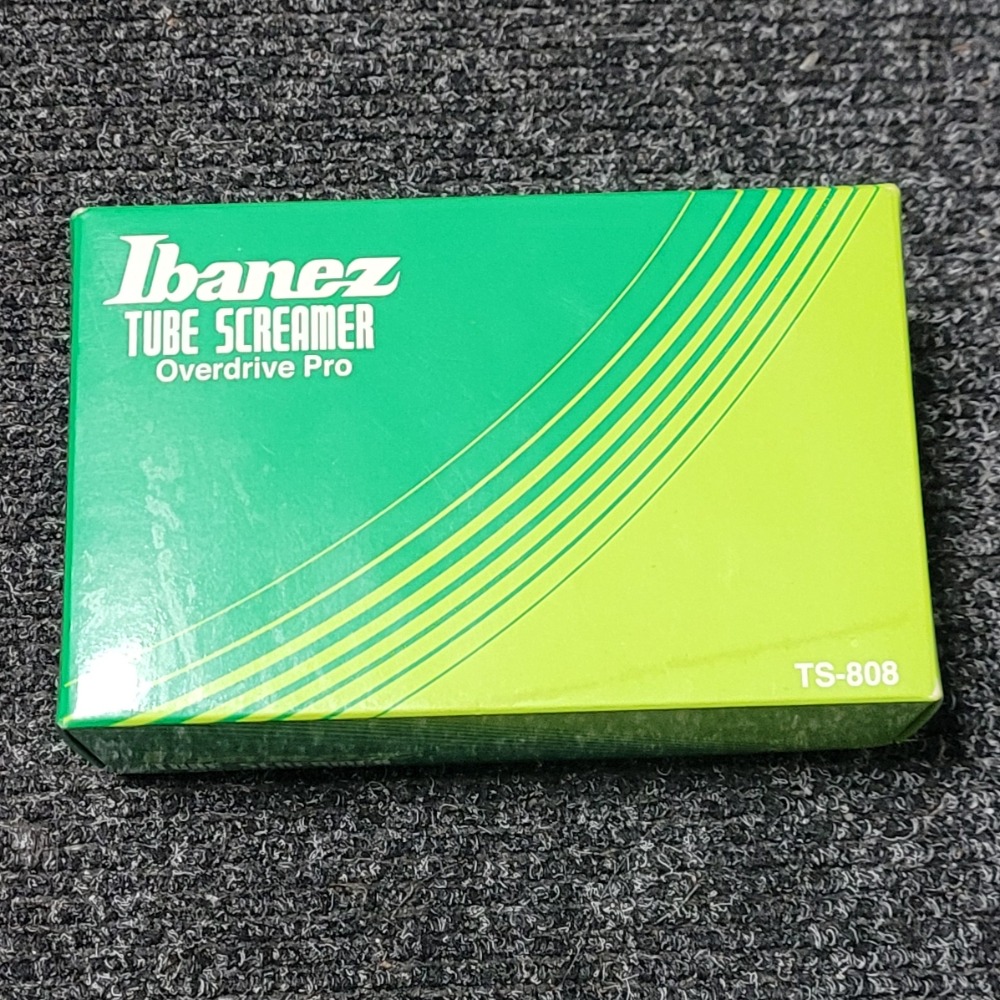 Ibanez
TUBE SCREAMER
Overdrive Pro
TS-808